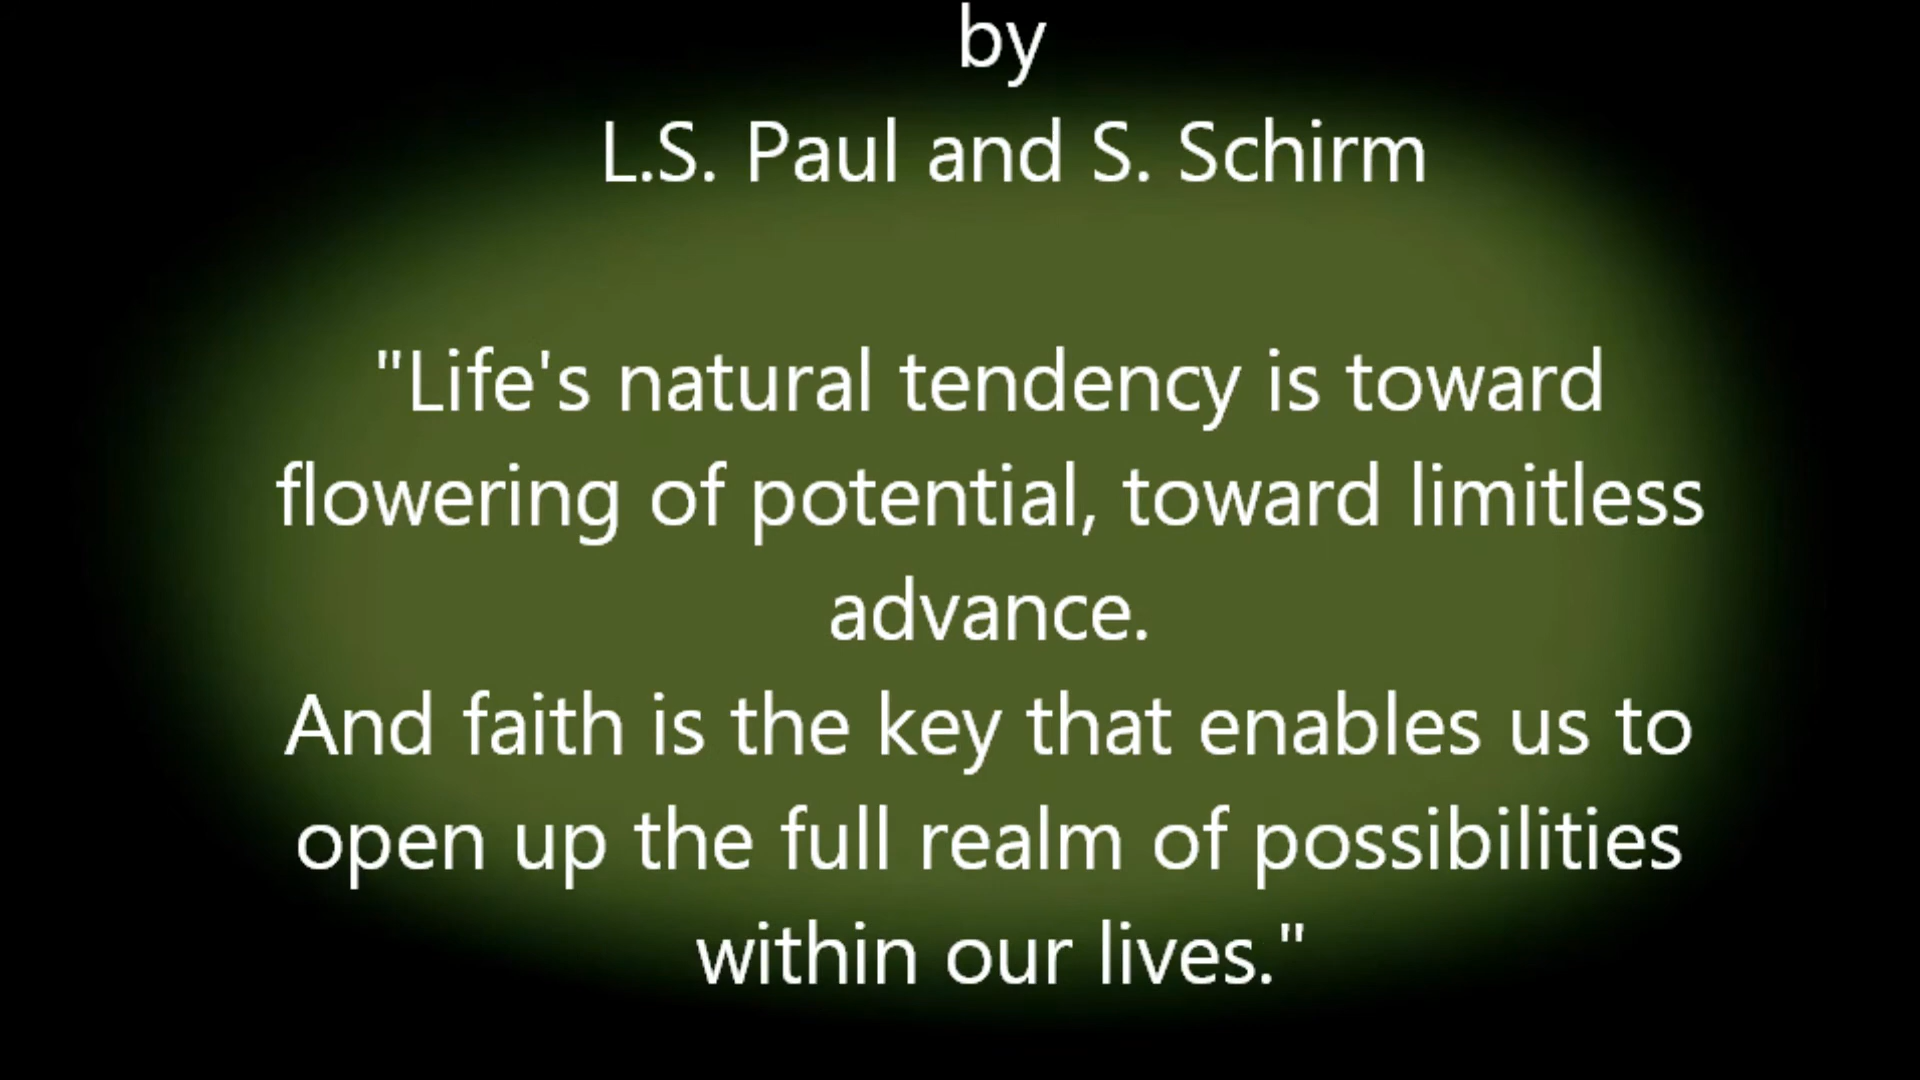 by
L.S. Paul and S. Schirm
"Life's natural tendency is toward
flowering of potential, toward limitless
advance.
And faith is the key that enables us to
open up the full realm of possibilities
within our lives."